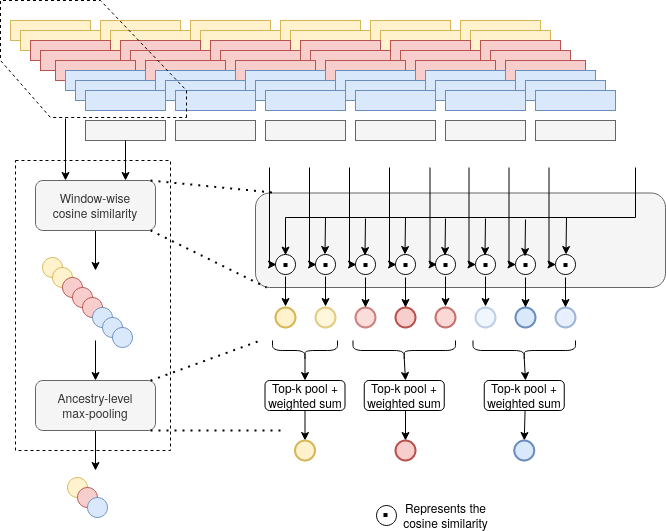 Window-wise
cosine similarity
Ancestry-level
max-pooling
Top-k pool +
weighted sum
Top-k pool +
weighted sum
Top-k pool +
weighted sum
Represents the
cosine similarity